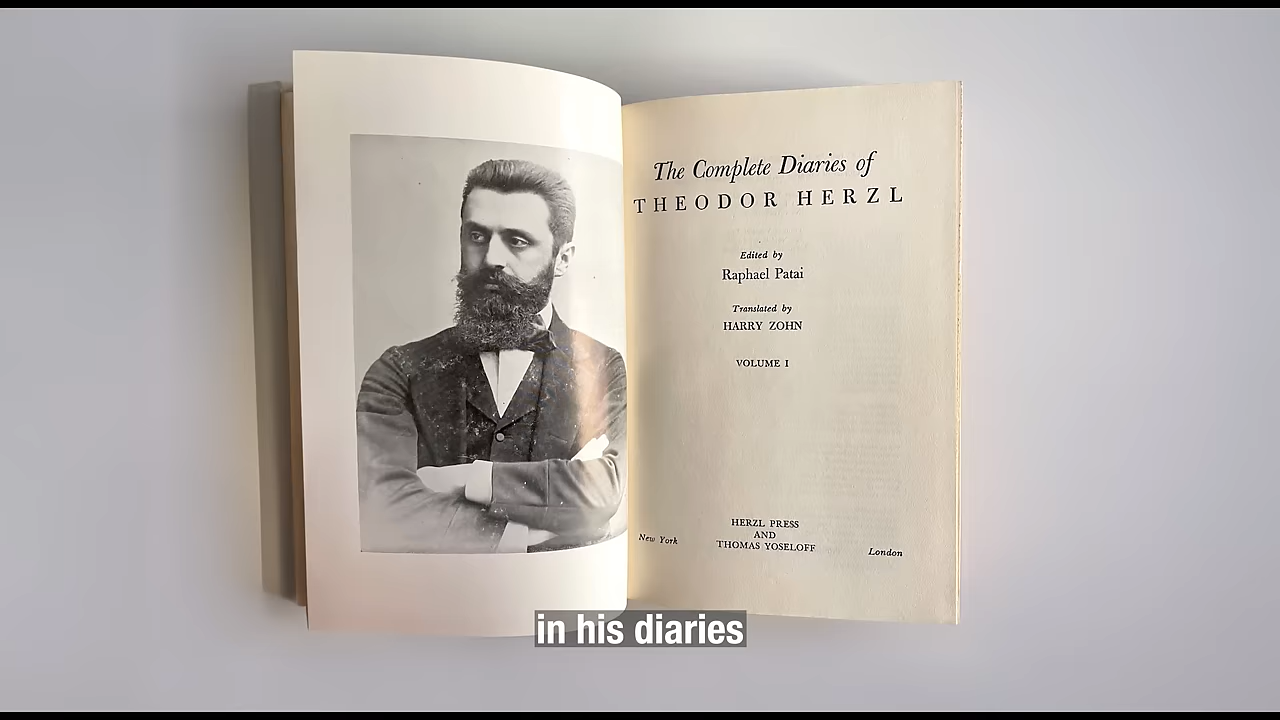 The Complete Diaries of
THEODOR HERZL
Edited by
Raphael Patai
Translated by
HARRY ZOHN
VOLUME I
HERZL PRESS
AND
THOMAS YOSELOFF
New York
London
in his diaries